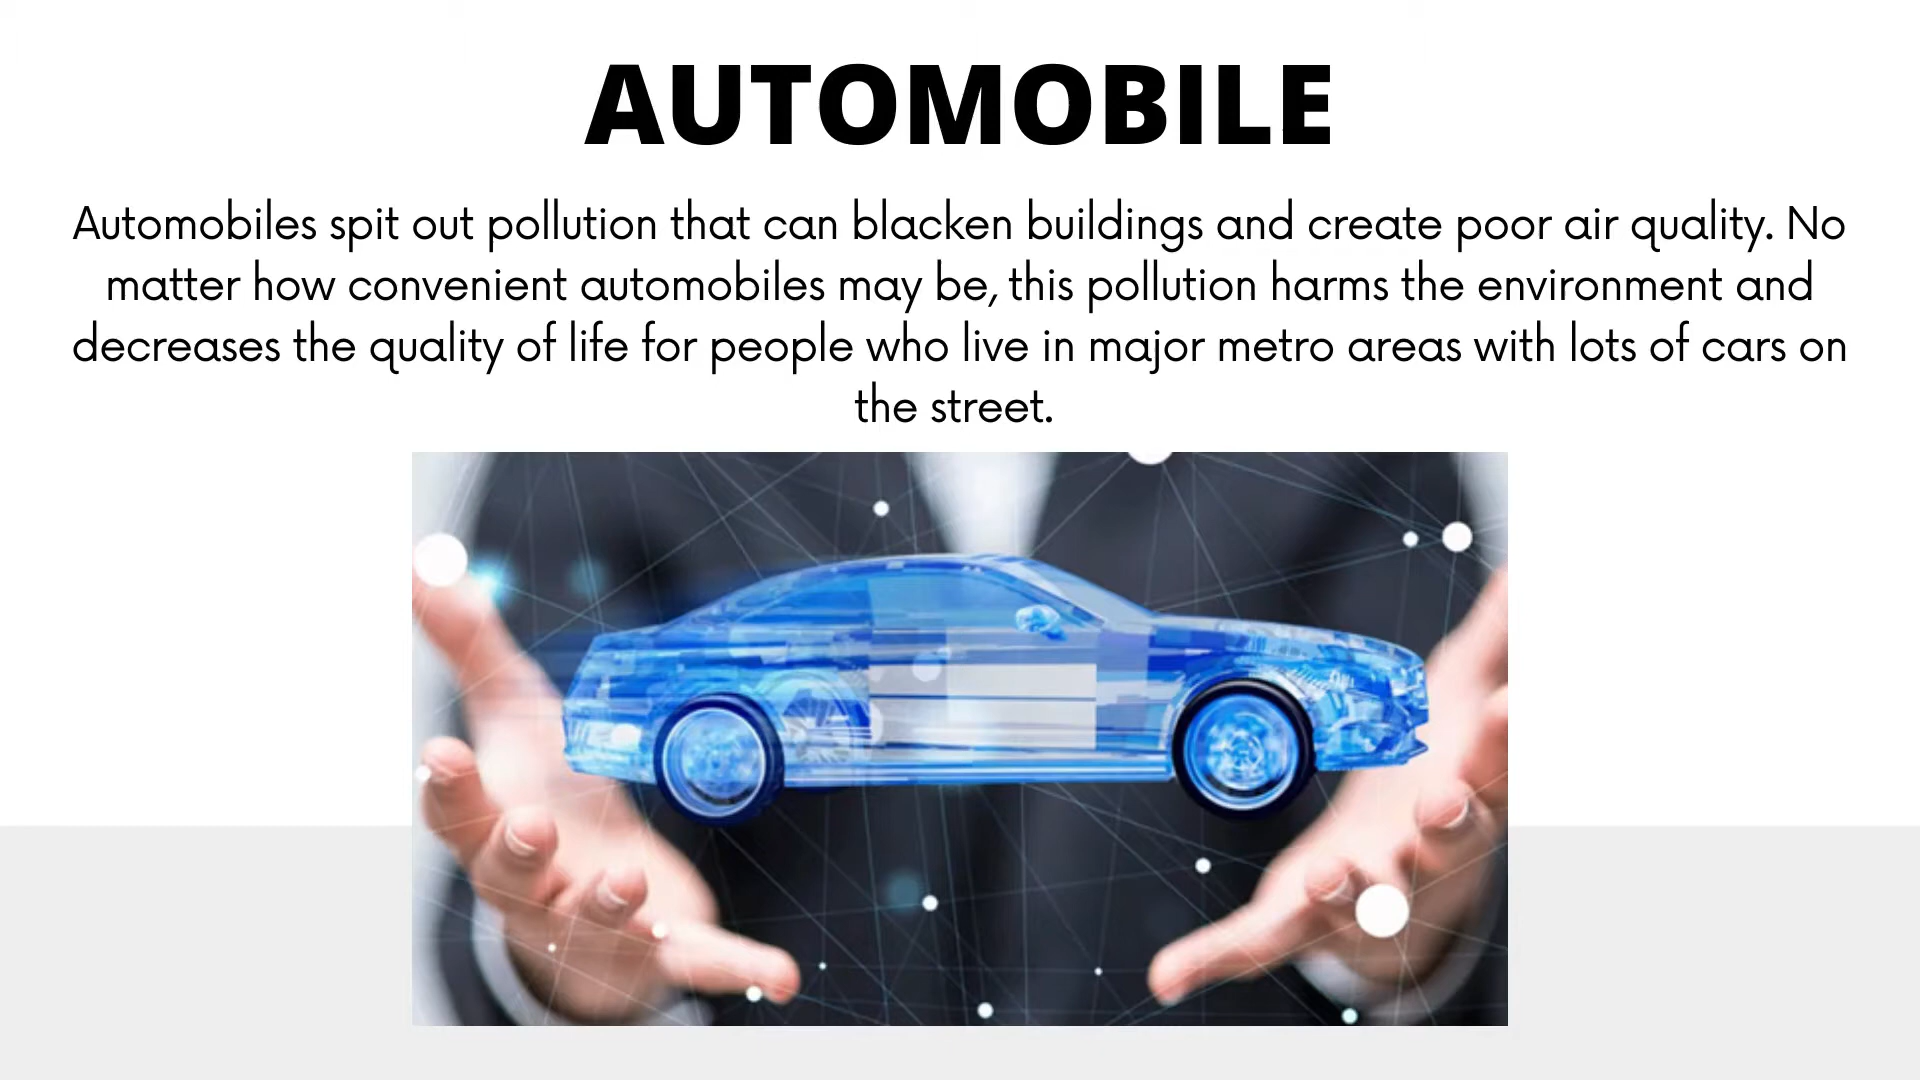 AUTOMOBILE
Automobiles spit out pollution that can blacken buildings and create poor air quality. No
matter how convenient automobiles may be, this pollution harms the environment and
decreases the quality of life for people who live in major metro areas with lots of cars on
the street.